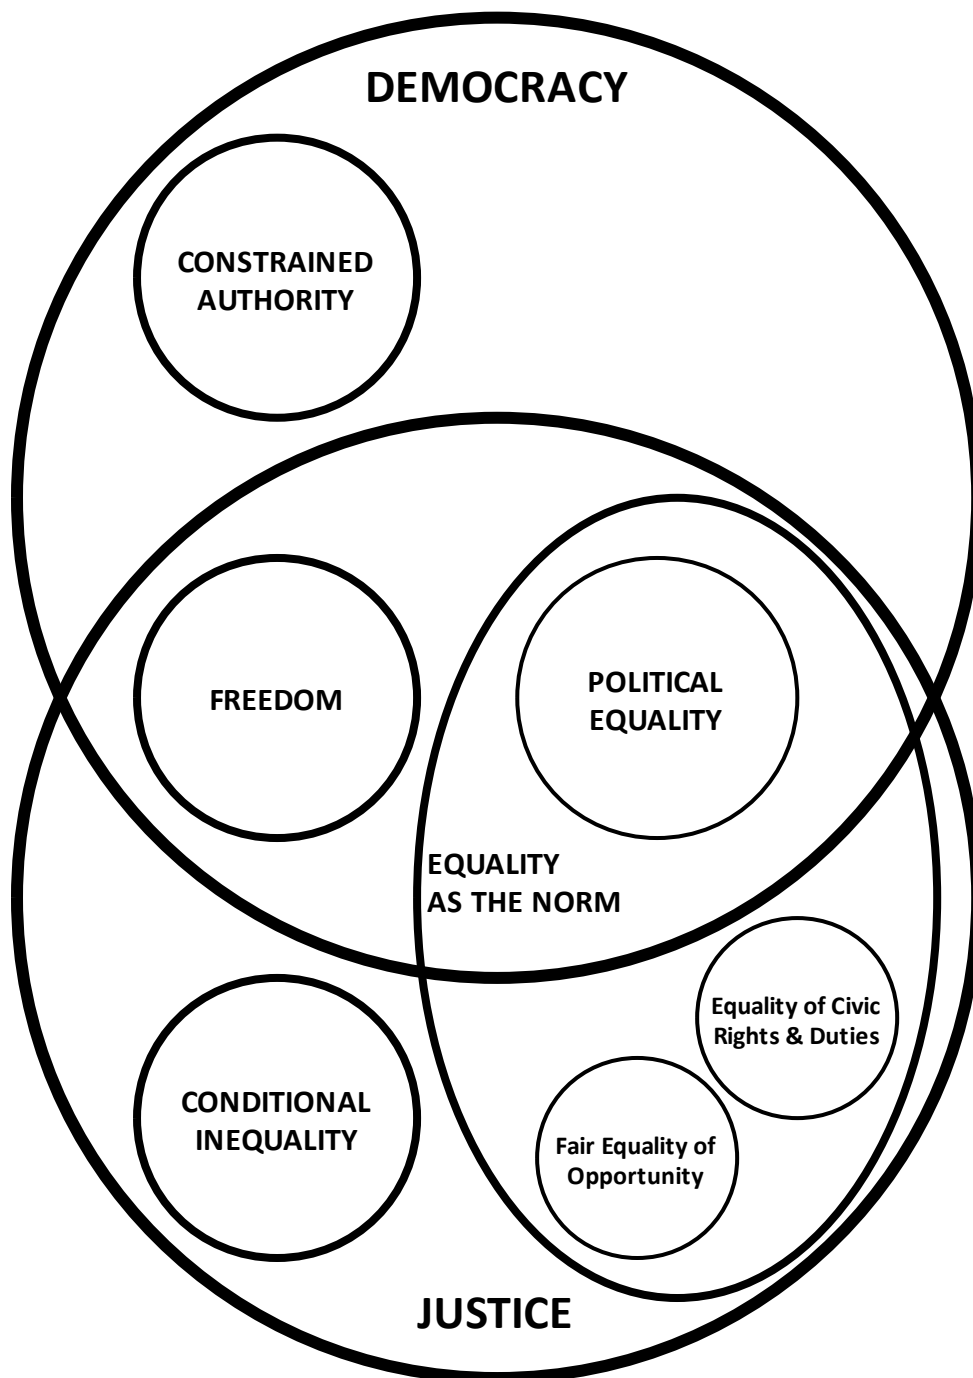 DEMOCRACY
CONSTRAINED
AUTHORITY
FREEDOM
POLITICAL
EQUALITY
EQUALITY
AS THE NORM
Equality of Civic
Rights & Duties
CONDITIONAL
INEQUALITY
Fair Equality of
Opportunity
JUSTICE